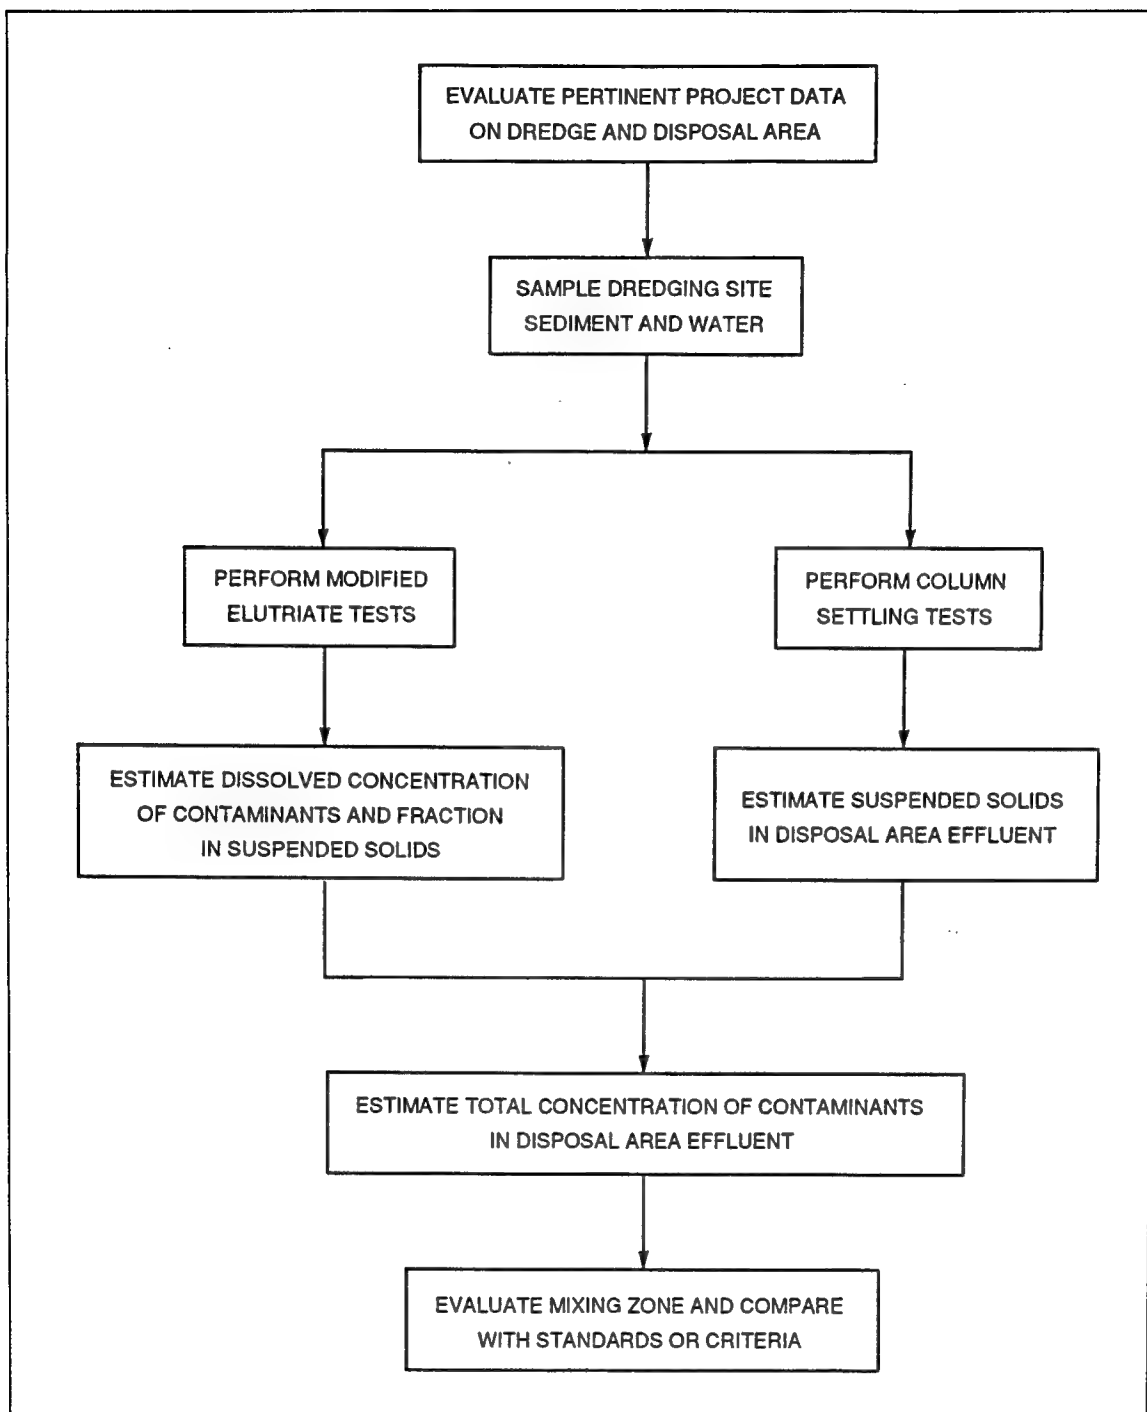 EVALUATE PERTINENT PROJECT DATA
ON DREDGE AND DISPOSAL AREA
SAMPLE DREDGING SITE
SEDIMENT AND WATER
PERFORM MODIFIED
ELUTRIATE TESTS
PERFORM COLUMN
SETTLING TESTS
ESTIMATE DISSOLVED CONCENTRATION
OF CONTAMINANTS AND FRACTION
IN SUSPENDED SOLIDS
ESTIMATE SUSPENDED SOLIDS
IN DISPOSAL AREA EFFLUENT
ESTIMATE TOTAL CONCENTRATION OF CONTAMINANTS
IN DISPOSAL AREA EFFLUENT
EVALUATE MIXING ZONE AND COMPARE
WITH STANDARDS OR CRITERIA